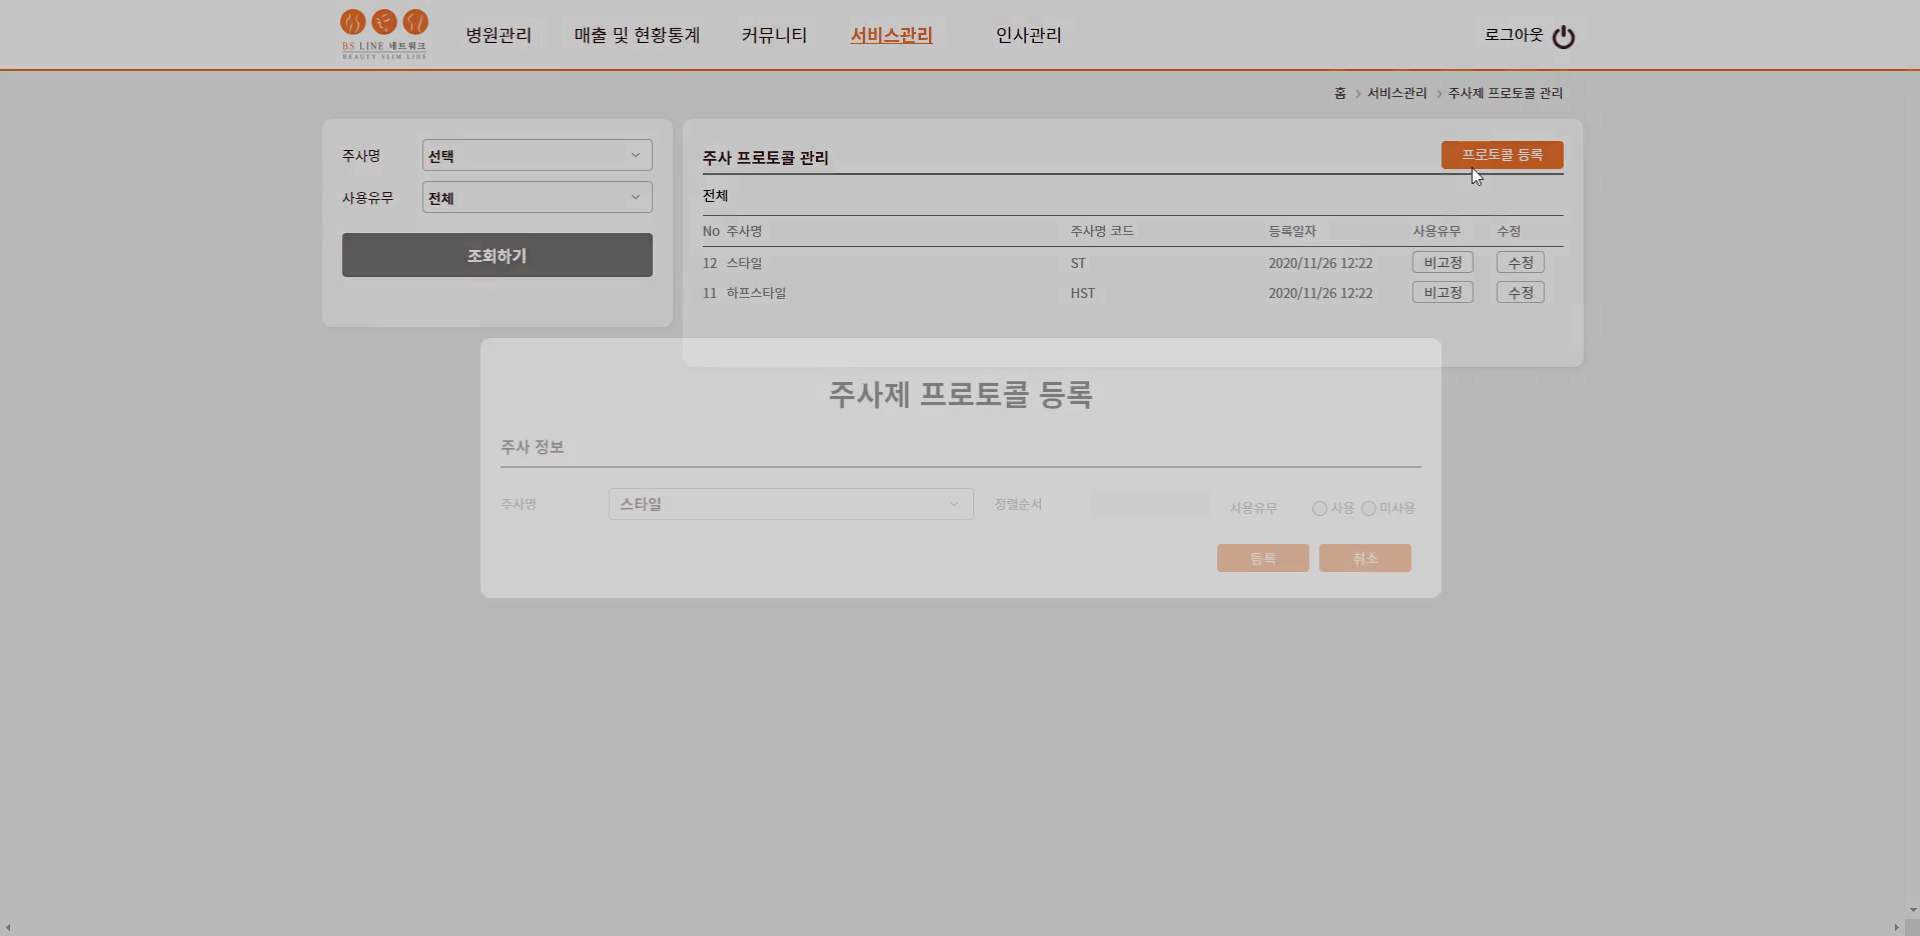 BS LINE 네트워크
BEAUTY SLIM LINE
병원관리
매출 및 현황통계
커뮤니티
서비스관리
인사관리
로그아웃
홈 > 서비스관리 > 주사제 프로토콜 관리
주사명 선택
사용유무 전체
조회하기
주사 프로토콜 관리
프로토콜 등록
전체
No 주사명 주사명 코드 등록일자 사용유무 수정
12 스타일 ST 2020/11/26 12:22 비고정 수정
11 하프스타일 HST 2020/11/26 12:22 비고정 수정
주사제 프로토콜 등록
주사 정보
주사명 스타일 정렬순서 사용유무 사용 미사용
등록 취소